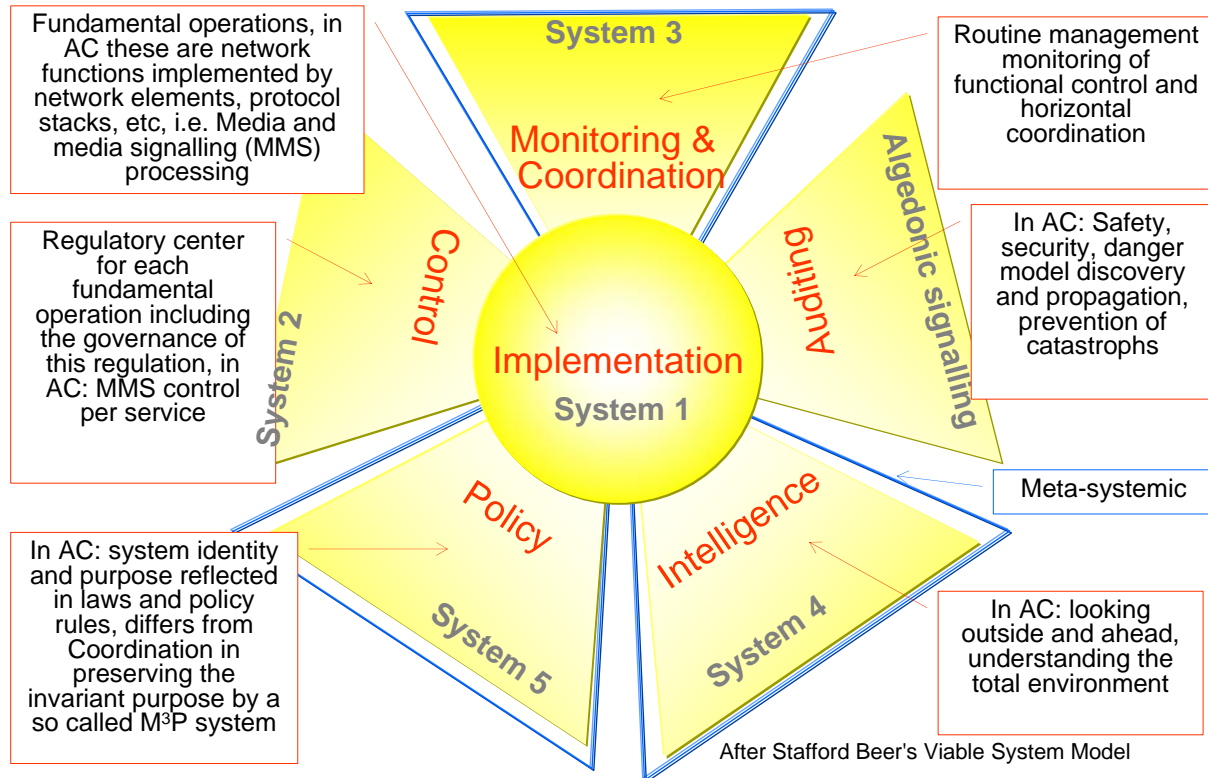 Fundamental operations, in
AC these are network
functions implemented by
network elements, protocol
stacks, etc, i.e. Media and
media signalling (MMS)
processing
System 3
Monitoring &
Coordination
Routine management
monitoring of
functional control and
horizontal
coordination
Regulatory center
for each
fundamental
operation including
the governance of
this regulation, in
AC: MMS control
per service
System 2
Control
Implementation
System 1
Auditing
Algedonic signalling
In AC: Safety,
security, danger
model discovery
and propagation,
prevention of
catastrophs
Meta-systemic
In AC: system identity
and purpose reflected
in laws and policy
rules, differs from
Coordination in
preserving the
invariant purpose by a
so called M³P system
Policy
System 5
Intelligence
System 4
In AC: looking
outside and ahead,
understanding the
total environment
After Stafford Beer's Viable System Model